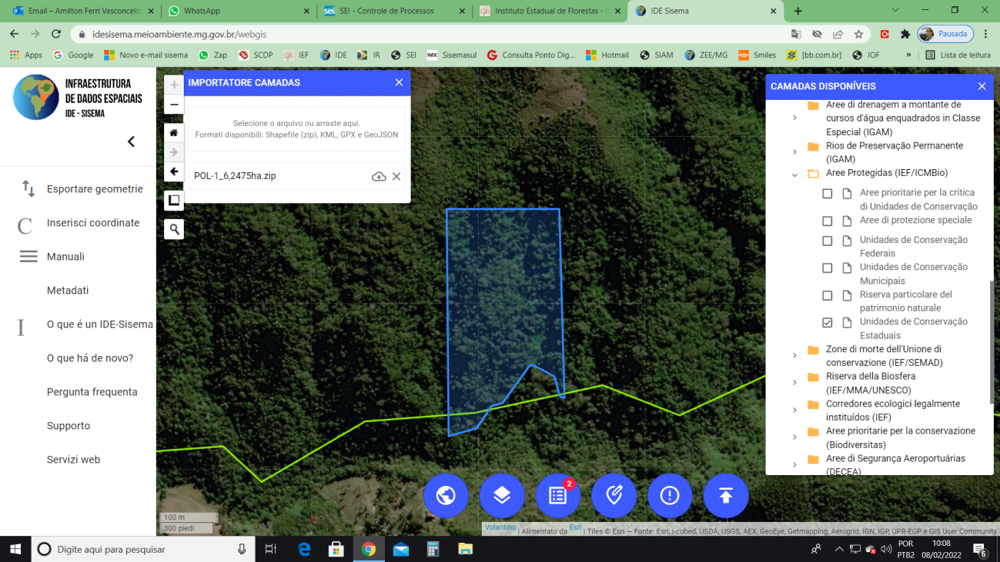 Email – Amilton Ferri Vasconcelos
WhatsApp
SEI - Controle de Processos
Instituto Estadual de Florestas - I
IDE Sisema
idesisema.meioambiente.mg.gov.br/webgis
Pausada
Apps
Google
Novo e-mail sisema
Zap
SCDP
IEF
IDE
IR
SEI
Sisemasul
Consulta Ponto Dig...
Hotmail
SIAM
ZEE/MG
Smiles
[bb.com.br]
IOF
»
Lista de leitura
INFRAESTRUTURA
DE DADOS ESPACIAIS
IDE - SISEMA
Esportare geometrie
C Inserisci coordinate
Manuali
Metadati
I O que é un IDE-Sisema
O que há de novo?
Pergunta frequenta
Supporto
Servizi web
IMPORTATORE CAMADAS
Selecione o arquivo ou arraste aqui.
Formati disponibili: Shapefile (zip), KML, GPX e GeoJSON
POL-1_6,2475ha.zip
CAMADAS DISPONÍVEIS
Aree di drenagem a montante de
cursos d'água enquadrados in Classe
Especial (IGAM)
Rios de Preservação Permanente
(IGAM)
Aree Protegidas (IEF/ICMBio)
Aree prioritarie per la critica
di Unidades de Conservação
Aree di protezione speciale
Unidades de Conservação
Federais
Unidades de Conservação
Municipais
Riserva particolare del
patrimonio naturale
Unidades de Conservação
Estaduais
Zone di morte dell'Unione di
conservazione (IEF/SEMAD)
Riserva della Biosfera
(IEF/MMA/UNESCO)
Corredores ecologici legalmente
instituídos (IEF)
Aree prioritarie per la conservazione
(Biodiversitas)
Aree di Segurança Aeroportuárias
(DECEA)
2
100 m
300 piedi
Volantino | Alimentato da Esri | Tiles © Esri — Fonte: Esri, i-cubed, USDA, USGS, AEX, GeoEye, Getmapping, Aerogrid, IGN, IGP, UPR-EGP e GIS User Community
Digite aqui para pesquisar
POR
PTB2
10:08
08/02/2022
6